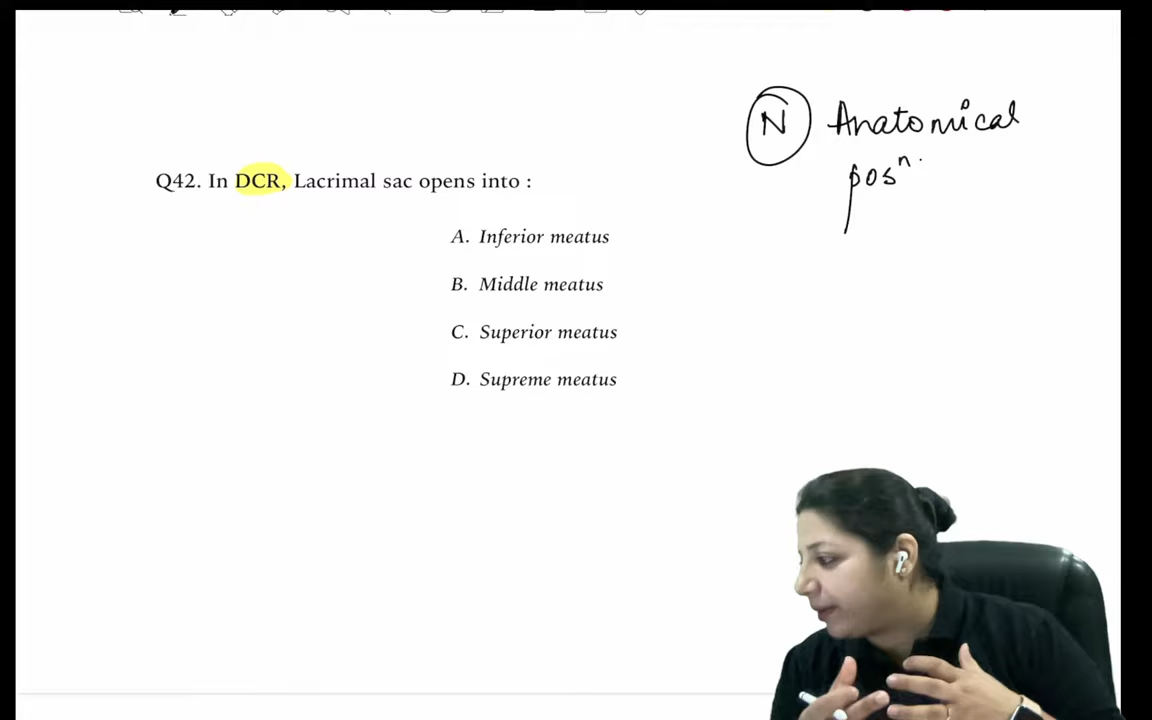 N Anatomical
posⁿ.
Q42. In DCR, Lacrimal sac opens into :
A. Inferior meatus
B. Middle meatus
C. Superior meatus
D. Supreme meatus